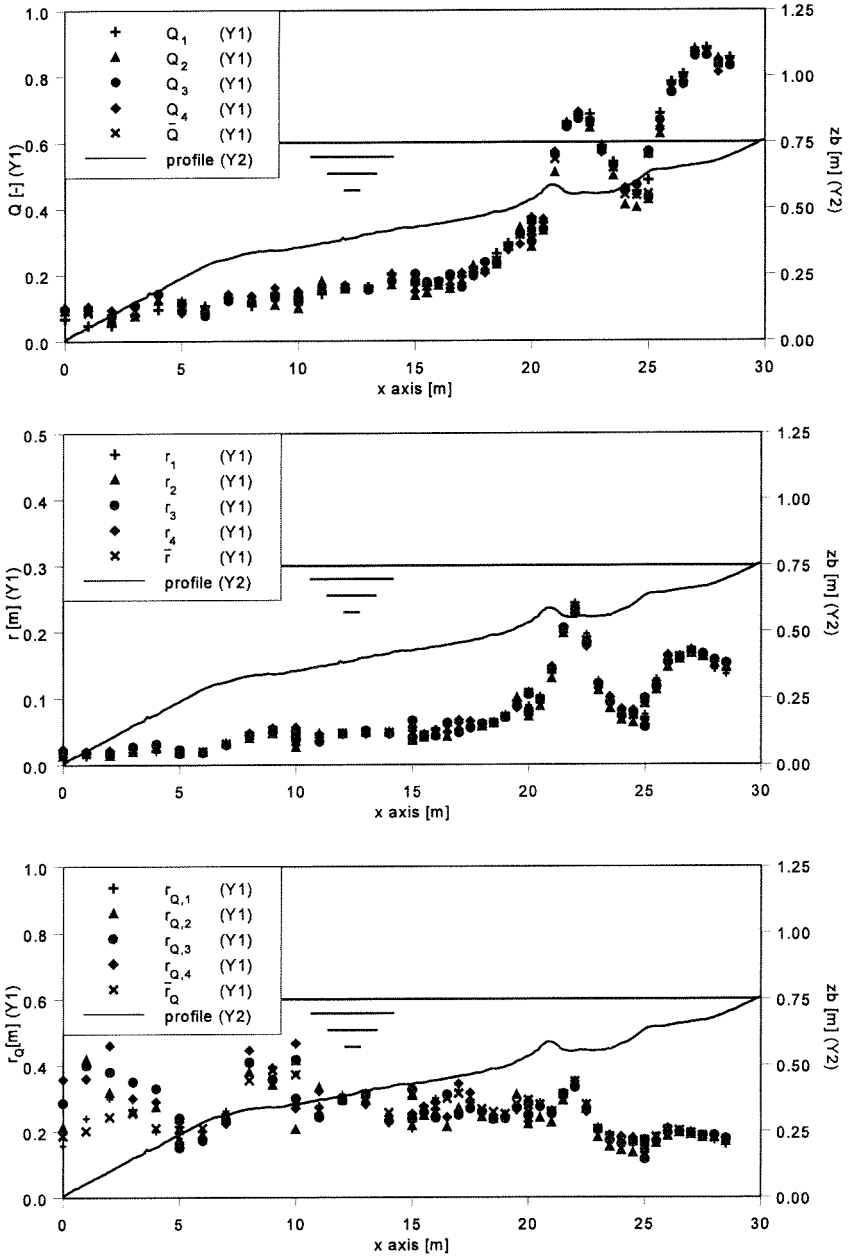 1.0
0.8
0.6
0.4
0.2
0.0
Q [-] (Y1)
Q1 (Y1)
Q2 (Y1)
Q3 (Y1)
Q4 (Y1)
Q̄ (Y1)
profile (Y2)
1.25
1.00
0.75
0.50
0.25
0.00
zb [m] (Y2)
0 5 10 15 20 25 30
x axis [m]
0.5
0.4
0.3
0.2
0.1
0.0
r [m] (Y1)
r1 (Y1)
r2 (Y1)
r3 (Y1)
r4 (Y1)
r̄ (Y1)
profile (Y2)
1.25
1.00
0.75
0.50
0.25
0.00
zb [m] (Y2)
0 5 10 15 20 25 30
x axis [m]
1.0
0.8
0.6
0.4
0.2
0.0
rQ[m] (Y1)
rQ,1 (Y1)
rQ,2 (Y1)
rQ,3 (Y1)
rQ,4 (Y1)
r̄Q (Y1)
profile (Y2)
1.25
1.00
0.75
0.50
0.25
0.00
zb [m] (Y2)
0 5 10 15 20 25 30
x axis [m]